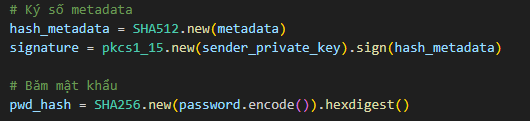 # Ký số metadata
hash_metadata = SHA512.new(metadata)
signature = pkcs1_15.new(sender_private_key).sign(hash_metadata)
# Băm mật khẩu
pwd_hash = SHA256.new(password.encode()).hexdigest()